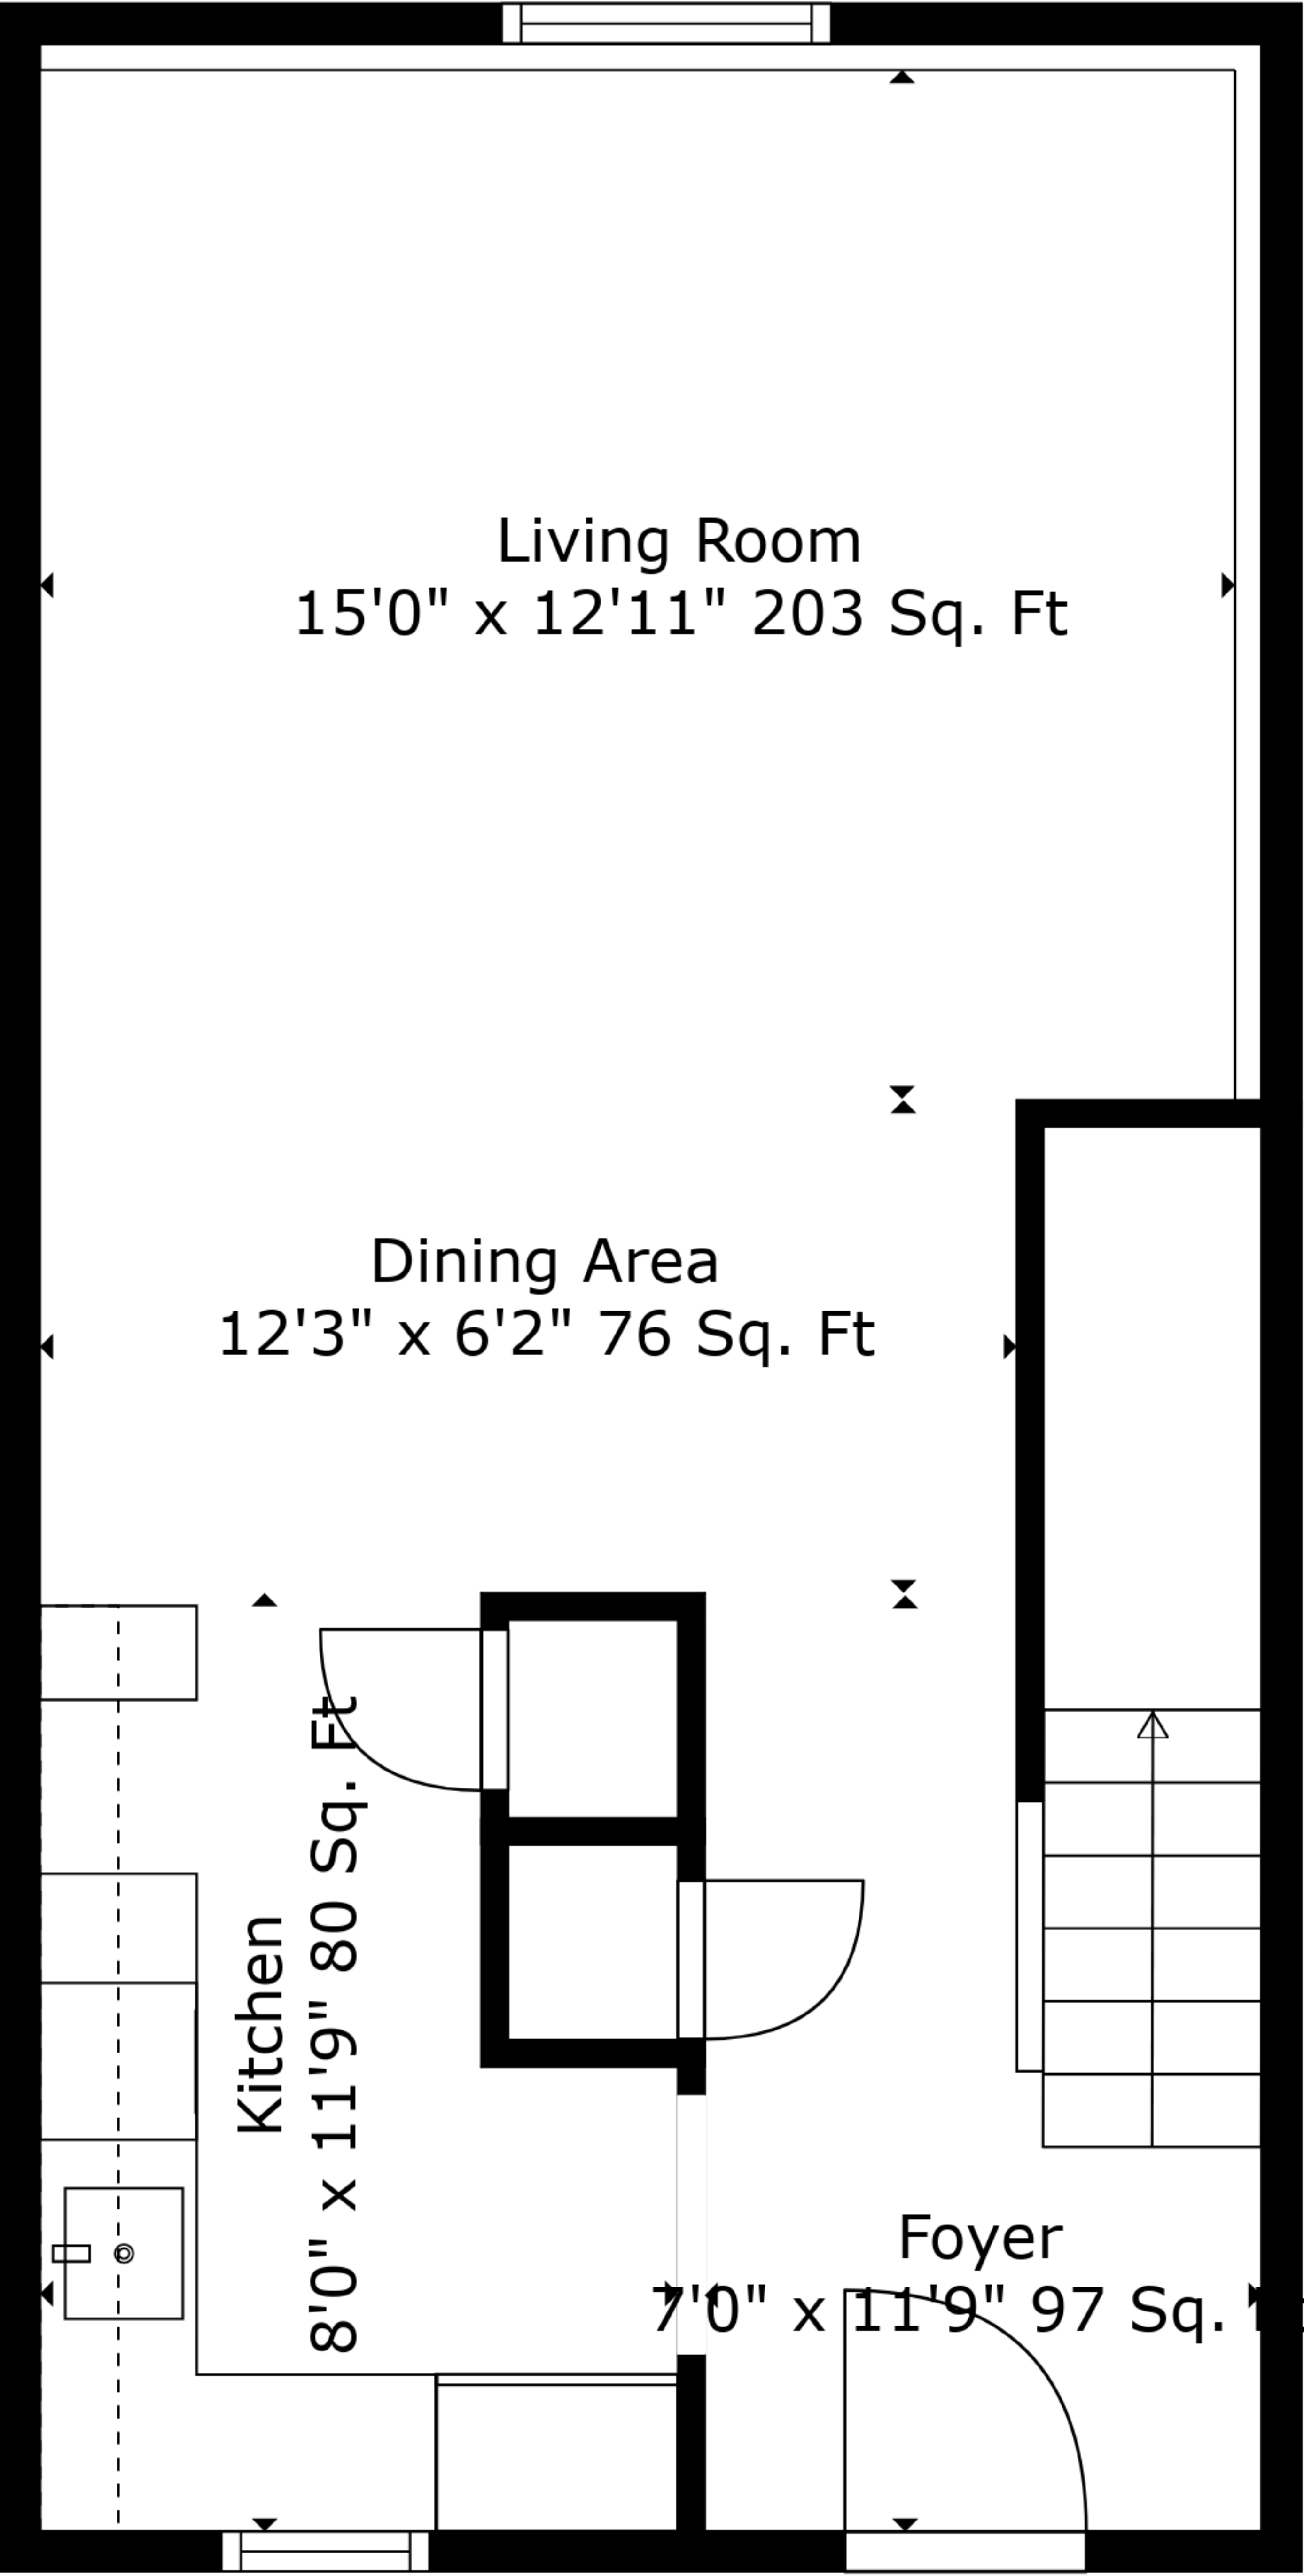 Living Room
15'0" x 12'11" 203 Sq. Ft
Dining Area
12'3" x 6'2" 76 Sq. Ft
Kitchen
8'0" x 11'9" 80 Sq. Ft
Foyer
7'0" x 11'9" 97 Sq.